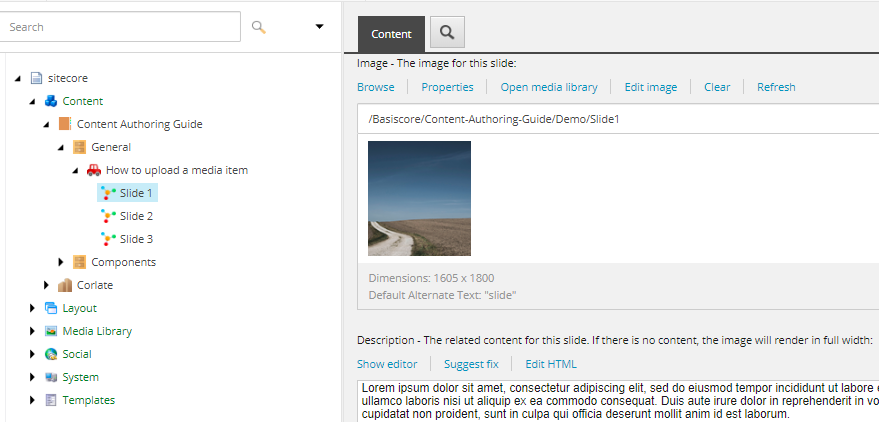 Search
sitecore
Content
Content Authoring Guide
General
How to upload a media item
Slide 1
Slide 2
Slide 3
Components
Corlate
Layout
Media Library
Social
System
Templates
Content
Image - The image for this slide:
Browse Properties Open media library Edit image Clear Refresh
/Basiscore/Content-Authoring-Guide/Demo/Slide1
Dimensions: 1605 x 1800
Default Alternate Text: "slide"
Description - The related content for this slide. If there is no content, the image will render in full width:
Show editor Suggest fix Edit HTML
Lorem ipsum dolor sit amet, consectetur adipiscing elit, sed do eiusmod tempor incididunt ut labore
ullamco laboris nisi ut aliquip ex ea commodo consequat. Duis aute irure dolor in reprehenderit in
cupidatat non proident, sunt in culpa qui officia deserunt mollit anim id est laborum.